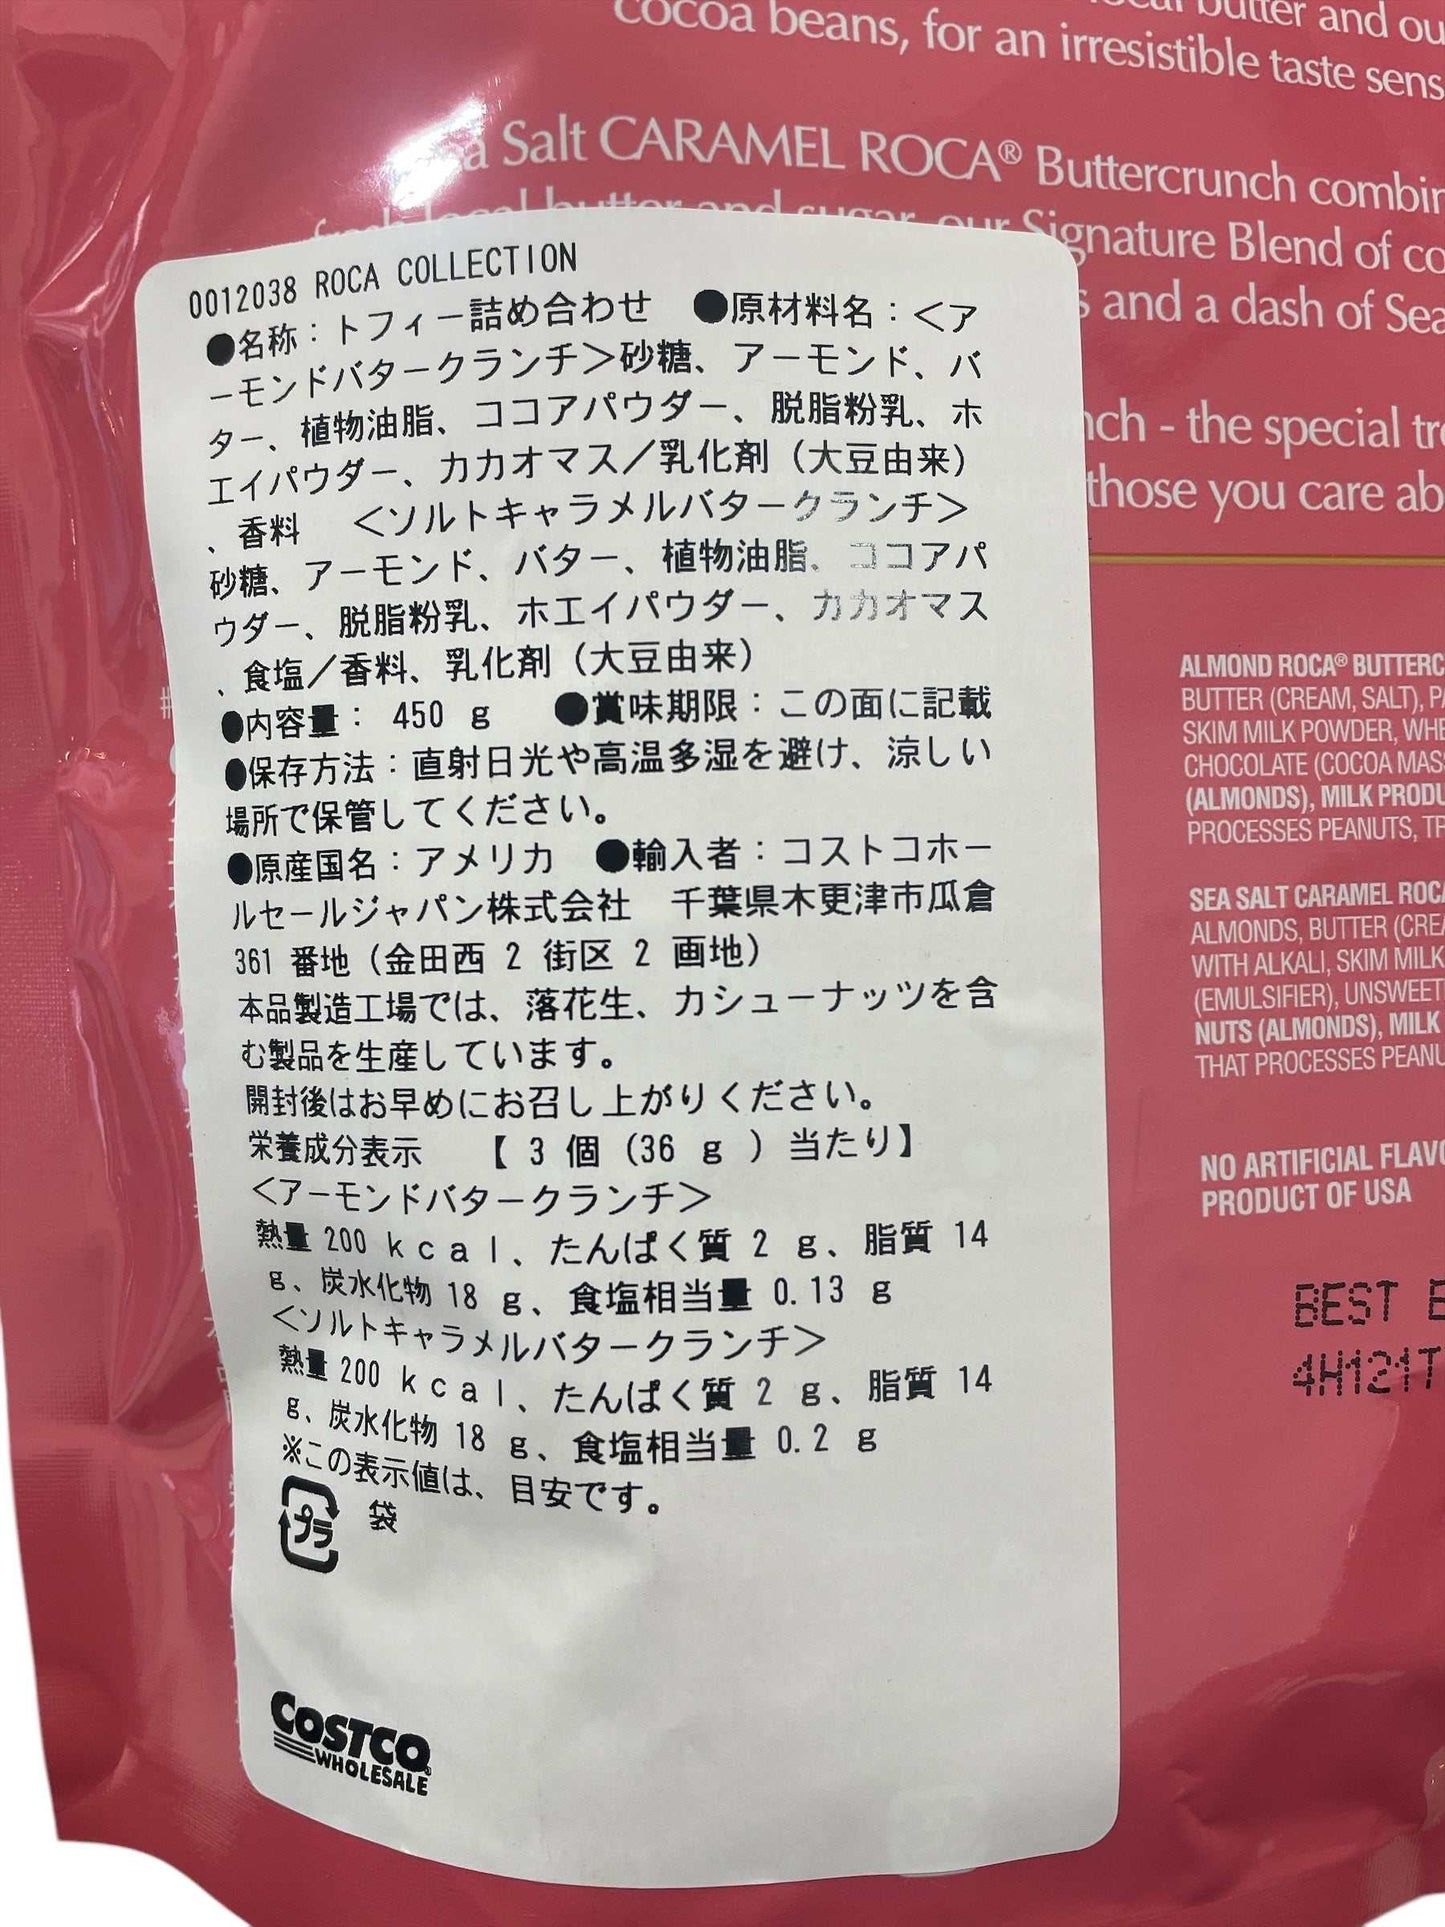 butter and ou
cocoa beans, for an irresistible taste sens
Salt CARAMEL ROCA® Buttercrunch combin
fresh local butter and sugar, our Signature Blend of co
and a dash of Sea
- the special tre
those you care ab
0012038 ROCA COLLECTION
●名称：トフィー詰め合わせ　●原材料名：＜ア
ーモンドバタークランチ＞砂糖、アーモンド、バ
ター、植物油脂、ココアパウダー、脱脂粉乳、ホ
エイパウダー、カカオマス／乳化剤（大豆由来）
、香料　＜ソルトキャラメルバタークランチ＞
砂糖、アーモンド、バター、植物油脂、ココアパ
ウダー、脱脂粉乳、ホエイパウダー、カカオマス
、食塩／香料、乳化剤（大豆由来）
●内容量： 450 g　●賞味期限：この面に記載
●保存方法：直射日光や高温多湿を避け、涼しい
場所で保管してください。
●原産国名：アメリカ　●輸入者：コストコホー
ルセールジャパン株式会社　千葉県木更津市瓜倉
361 番地（金田西 2 街区 2 画地）
本品製造工場では、落花生、カシューナッツを含
む製品を生産しています。
開封後はお早めにお召し上がりください。
栄養成分表示　【 3 個（36 g ）当たり】
＜アーモンドバタークランチ＞
熱量 200 kcal、たんぱく質 2 g、脂質 14
g、炭水化物 18 g、食塩相当量 0.13 g
＜ソルトキャラメルバタークランチ＞
熱量 200 kcal、たんぱく質 2 g、脂質 14
g、炭水化物 18 g、食塩相当量 0.2 g
※この表示値は、目安です。
プラ 袋
COSTCO
WHOLESALE
ALMOND ROCA® BUTTERC
BUTTER (CREAM, SALT), PA
SKIM MILK POWDER, WHE
CHOCOLATE (COCOA MAS
(ALMONDS), MILK PRODU
PROCESSES PEANUTS, TR
SEA SALT CARAMEL ROCA
ALMONDS, BUTTER (CREA
WITH ALKALI, SKIM MILK
(EMULSIFIER), UNSWEET
NUTS (ALMONDS), MILK
THAT PROCESSES PEANU
NO ARTIFICIAL FLAVO
PRODUCT OF USA
BEST B
4H121T